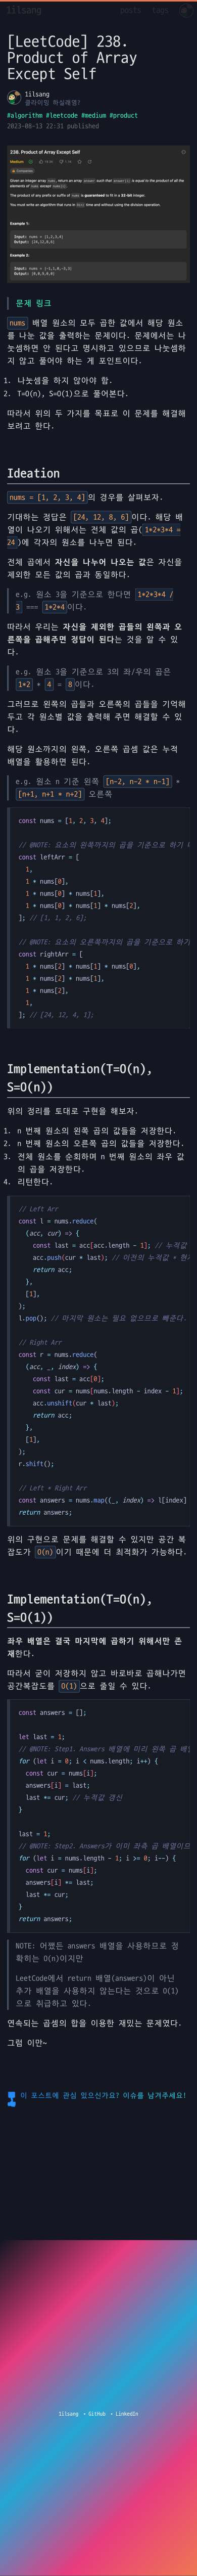 1ilsang
posts
tags
[LeetCode] 238.
Product of Array
Except Self
1ilsang
클라이밍 하실래염?
#algorithm #leetcode #medium #product
2023-08-13 22:31 published
238. Product of Array Except Self
Medium
Companies
Given an integer array nums, return an array answer such that answer[i] is equal to the product of all the elements of nums except nums[i].
The product of any prefix or suffix of nums is guaranteed to fit in a 32-bit integer.
You must write an algorithm that runs in O(n) time and without using the division operation.
Example 1:
Input: nums = [1,2,3,4]
Output: [24,12,8,6]
Example 2:
Input: nums = [-1,1,0,-3,3]
Output: [0,0,9,0,0]
문제 링크
nums 배열 원소의 모두 곱한 값에서 해당 원소
를 나눈 값을 출력하는 문제이다. 문제에서는 나
눗셈하면 안 된다고 명시하고 있으므로 나눗셈하
지 않고 풀어야 하는 게 포인트이다.
1. 나눗셈을 하지 않아야 함.
2. T=O(n), S=O(1)으로 풀어본다.
따라서 위의 두 가지를 목표로 이 문제를 해결해
보려고 한다.
Ideation
nums = [1, 2, 3, 4]의 경우를 살펴보자.
기대하는 정답은 [24, 12, 8, 6]이다. 해당 배
열이 나오기 위해서는 전체 값의 곱(1*2*3*4 =
24)에 각자의 원소를 나누면 된다.
전체 곱에서 자신을 나누어 나오는 값은 자신을
제외한 모든 값의 곱과 동일하다.
e.g. 원소 3을 기준으로 한다면 1*2*3*4 /
3 === 1*2*4이다.
따라서 우리는 자신을 제외한 곱들의 왼쪽과 오
른쪽을 곱해주면 정답이 된다는 것을 알 수 있
다.
e.g. 원소 3을 기준으로 3의 좌/우의 곱은
1*2 * 4 = 8이다.
그러므로 왼쪽의 곱들과 오른쪽의 곱들을 기억해
두고 각 원소별 값을 출력해 주면 해결할 수 있
다.
해당 원소까지의 왼쪽, 오른쪽 곱셈 값은 누적
배열을 활용하면 된다.
e.g. 원소 n 기준 왼쪽 [n-2, n-2 * n-1] *
[n+1, n+1 * n+2] 오른쪽
const nums = [1, 2, 3, 4];
// @NOTE: 요소의 왼쪽까지의 곱을 기준으로 하기
const leftArr = [
1,
1 * nums[0],
1 * nums[0] * nums[1],
1 * nums[0] * nums[1] * nums[2],
]; // [1, 1, 2, 6];
// @NOTE: 요소의 오른쪽까지의 곱을 기준으로 하기
const rightArr = [
1 * nums[2] * nums[1] * nums[0],
1 * nums[2] * nums[1],
1 * nums[2],
1,
]; // [24, 12, 4, 1];
Implementation(T=O(n),
S=O(n))
위의 정리를 토대로 구현을 해보자.
1. n 번째 원소의 왼쪽 곱의 값들을 저장한다.
2. n 번째 원소의 오른쪽 곱의 값들을 저장한다.
3. 전체 원소를 순회하며 n 번째 원소의 좌우 값
의 곱을 저장한다.
4. 리턴한다.
// Left Arr
const l = nums.reduce(
(acc, cur) => {
const last = acc[acc.length - 1]; // 누적값
acc.push(cur * last); // 이전의 누적값 *
return acc;
},
[1],
);
l.pop(); // 마지막 원소는 필요 없으므로 빼준다.
// Right Arr
const r = nums.reduce(
(acc, _, index) => {
const last = acc[0];
const cur = nums[nums.length - index - 1];
acc.unshift(cur * last);
return acc;
},
[1],
);
r.shift();
// Left * Right Arr
const answers = nums.map((_, index) => l[index]
return answers;
위의 구현으로 문제를 해결할 수 있지만 공간 복
잡도가 O(n)이기 때문에 더 최적화가 가능하다.
Implementation(T=O(n),
S=O(1))
좌우 배열은 결국 마지막에 곱하기 위해서만 존
재한다.
따라서 굳이 저장하지 않고 바로바로 곱해나가면
공간복잡도를 O(1)으로 줄일 수 있다.
const answers = [];
let last = 1;
// @NOTE: Step1. Answers 배열에 미리 왼쪽 곱
for (let i = 0; i < nums.length; i++) {
const cur = nums[i];
answers[i] = last;
last *= cur; // 누적값 갱신
}
last = 1;
// @NOTE: Step2. Answers가 이미 좌측 곱 배열이므
for (let i = nums.length - 1; i >= 0; i--) {
const cur = nums[i];
answers[i] *= last;
last *= cur;
}
return answers;
NOTE: 어쨌든 answers 배열을 사용하므로 정
확히는 O(n)이지만
LeetCode에서 return 배열(answers)이 아닌
추가 배열을 사용하지 않는다는 것으로 O(1)
으로 취급하고 있다.
연속되는 곱셈의 합을 이용한 재밌는 문제였다.
그럼 이만~
이 포스트에 관심 있으신가요? 이슈를 남겨주세요!
1ilsang • GitHub • LinkedIn